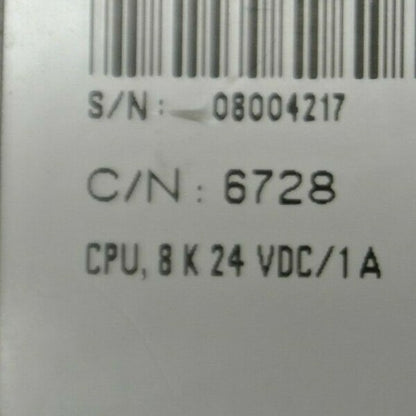 S/N: 08004217
C/N: 6728
CPU, 8 K 24 VDC/1 A